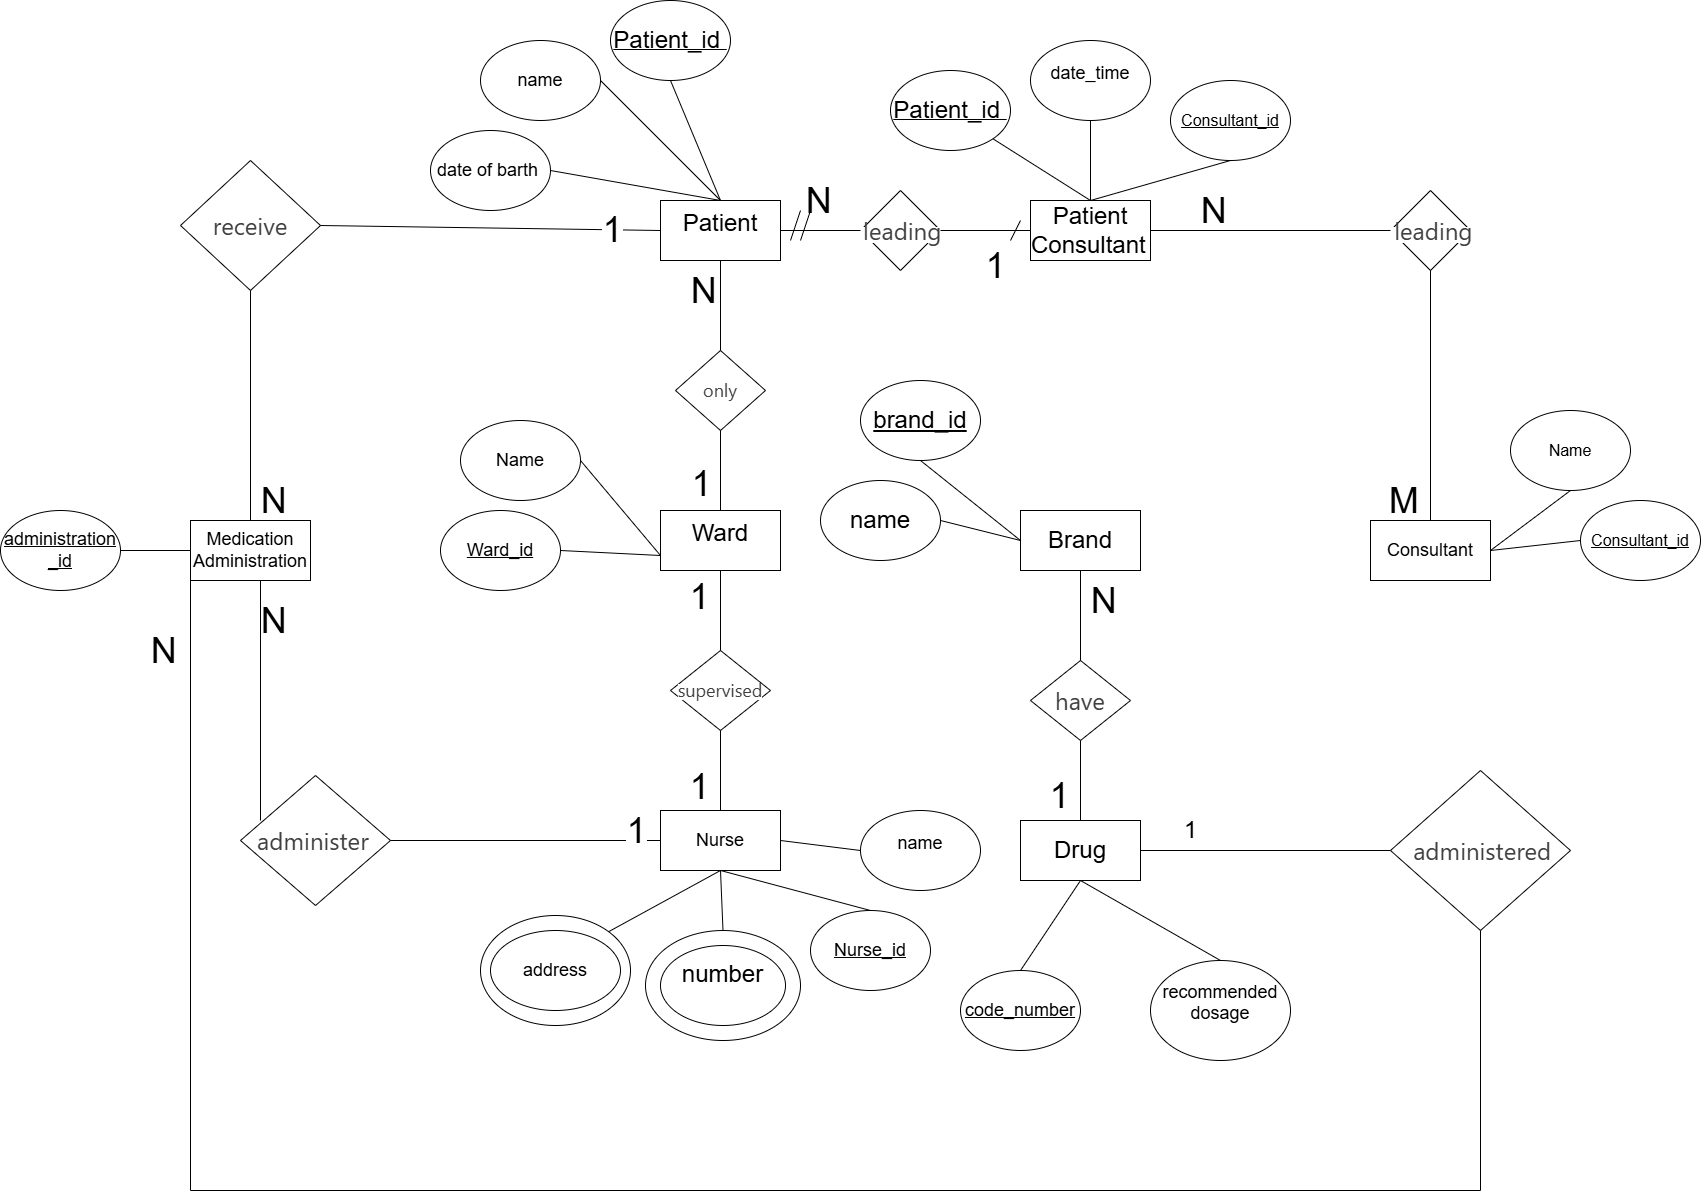 Patient_id
name
date of barth
Patient_id
date_time
Consultant_id
receive
1
Patient
N
leading
1
Patient
Consultant
N
leading
N
only
1
brand_id
name
Name
Ward_id
Ward
Brand
Name
Consultant_id
M
Consultant
N
administration
_id
Medication
Administration
N
N
1
N
supervised
have
1
1
1
administer
1
Nurse
name
Drug
administered
address
number
Nurse_id
code_number
recommended
dosage